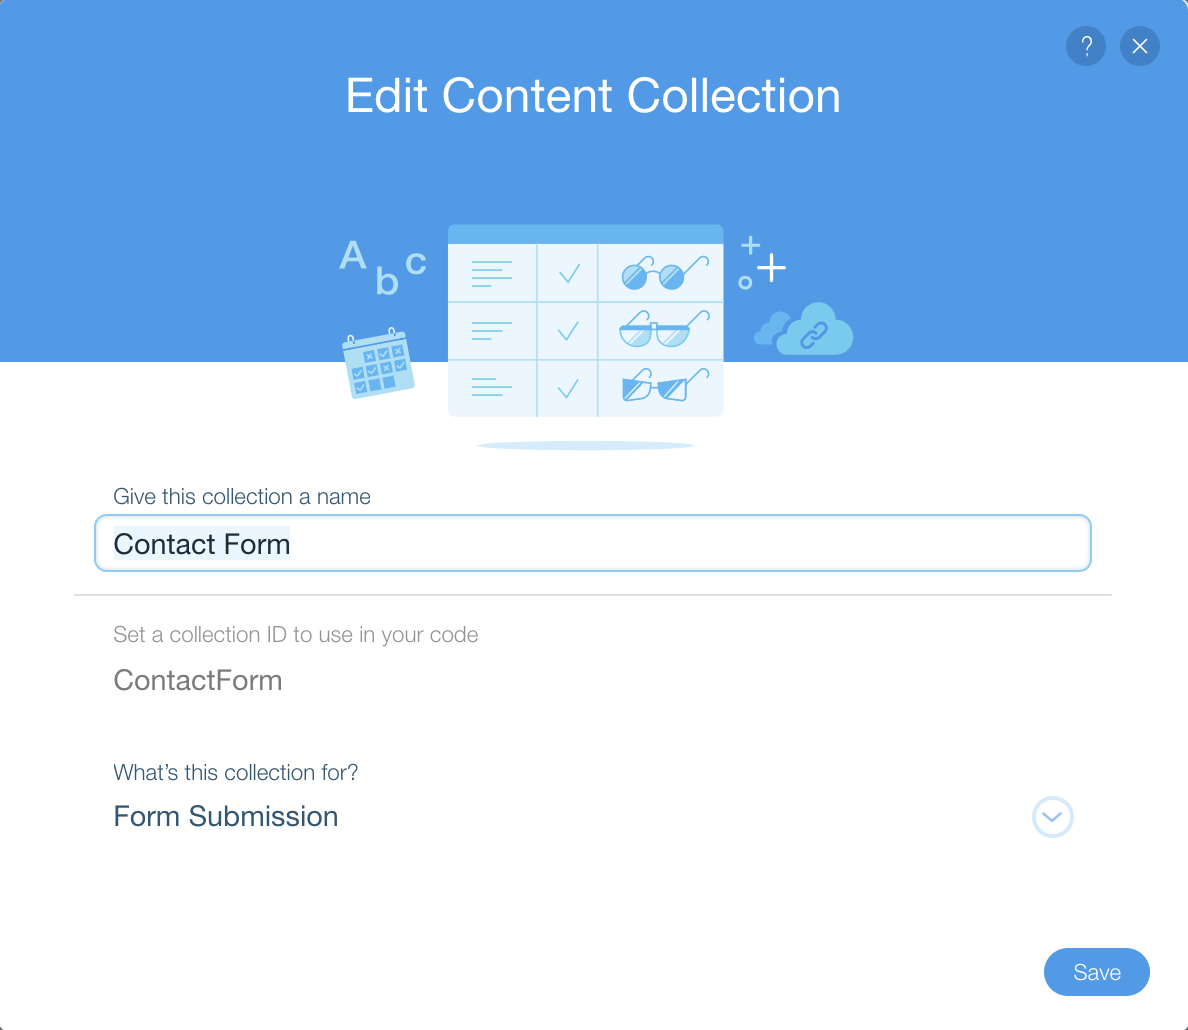 ?
Edit Content Collection
A b c
Give this collection a name
Contact Form
Set a collection ID to use in your code
ContactForm
What's this collection for?
Form Submission
Save